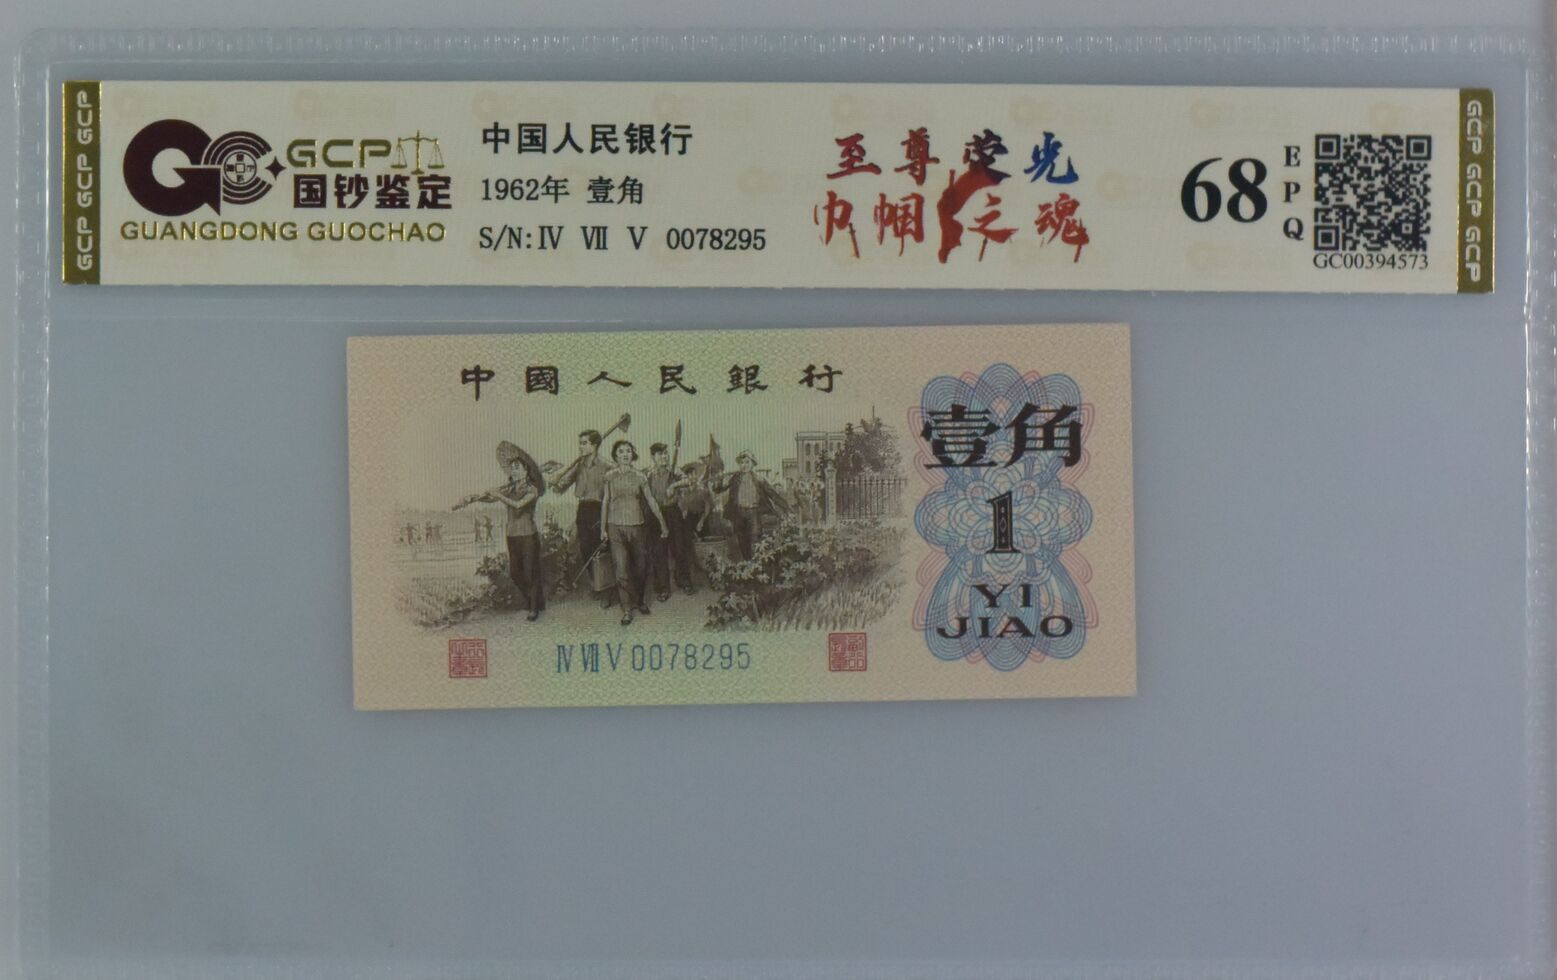 GCP GCP GCP
GCP
国钞鉴定
GUANGDONG GUOCHAO
中国人民银行
1962年 壹角
S/N: Ⅳ Ⅶ Ⅴ 0078295
至尊荣光
巾帼之魂
68
EPQ
GC00394573
GCP GCP GCP
中國人民銀行
壹角
1
YI
JIAO
Ⅳ Ⅶ Ⅴ 0078295